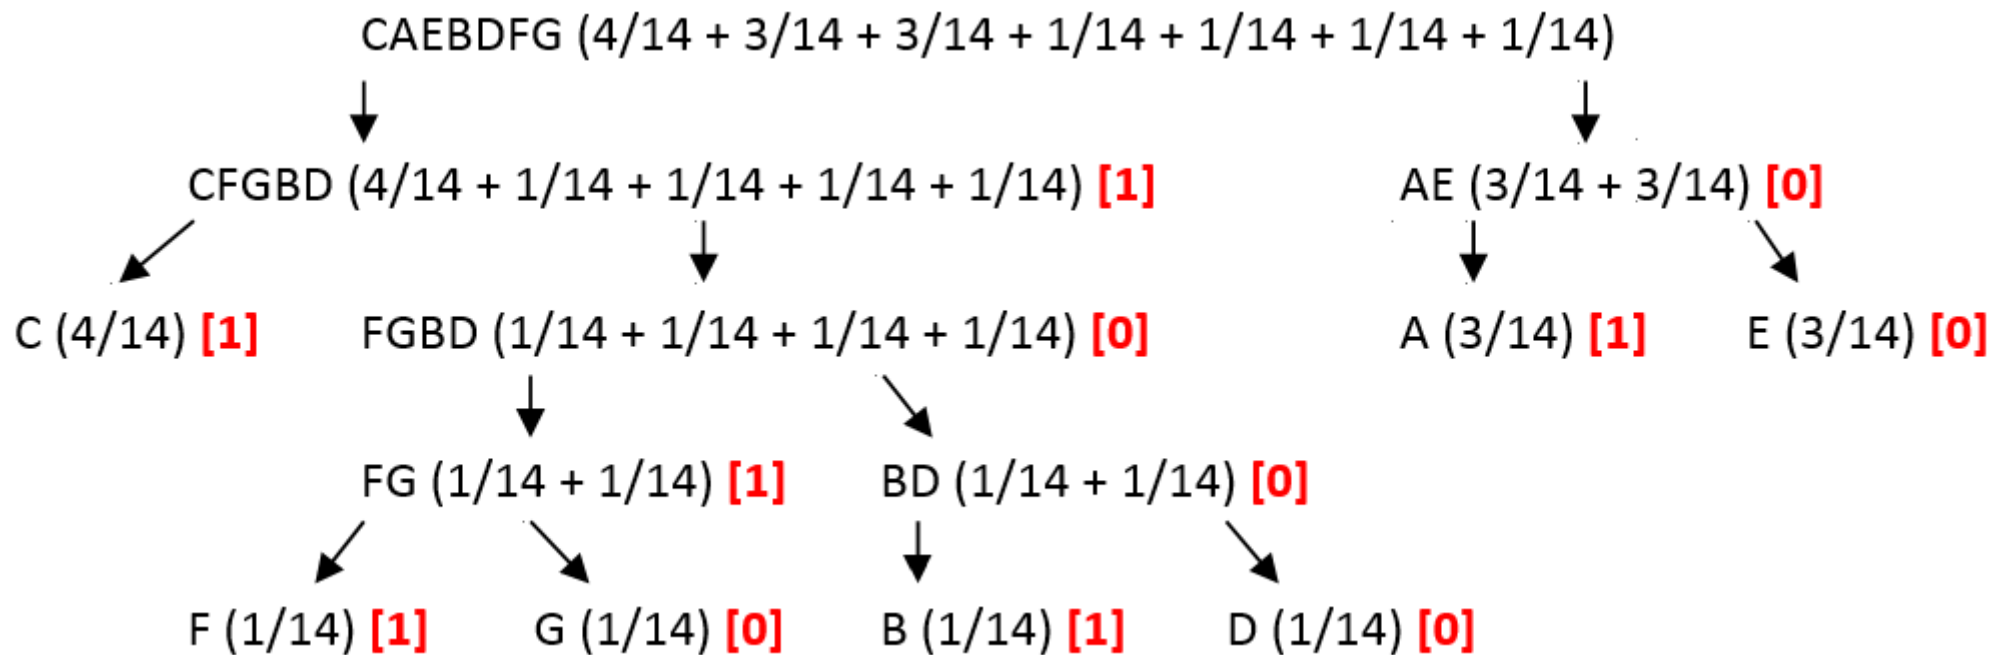 CAEBDFG (4/14 + 3/14 + 3/14 + 1/14 + 1/14 + 1/14 + 1/14)
CFGBD (4/14 + 1/14 + 1/14 + 1/14 + 1/14) [1] AE (3/14 + 3/14) [0]
C (4/14) [1] FGBD (1/14 + 1/14 + 1/14 + 1/14) [0] A (3/14) [1] E (3/14) [0]
FG (1/14 + 1/14) [1] BD (1/14 + 1/14) [0]
F (1/14) [1] G (1/14) [0] B (1/14) [1] D (1/14) [0]